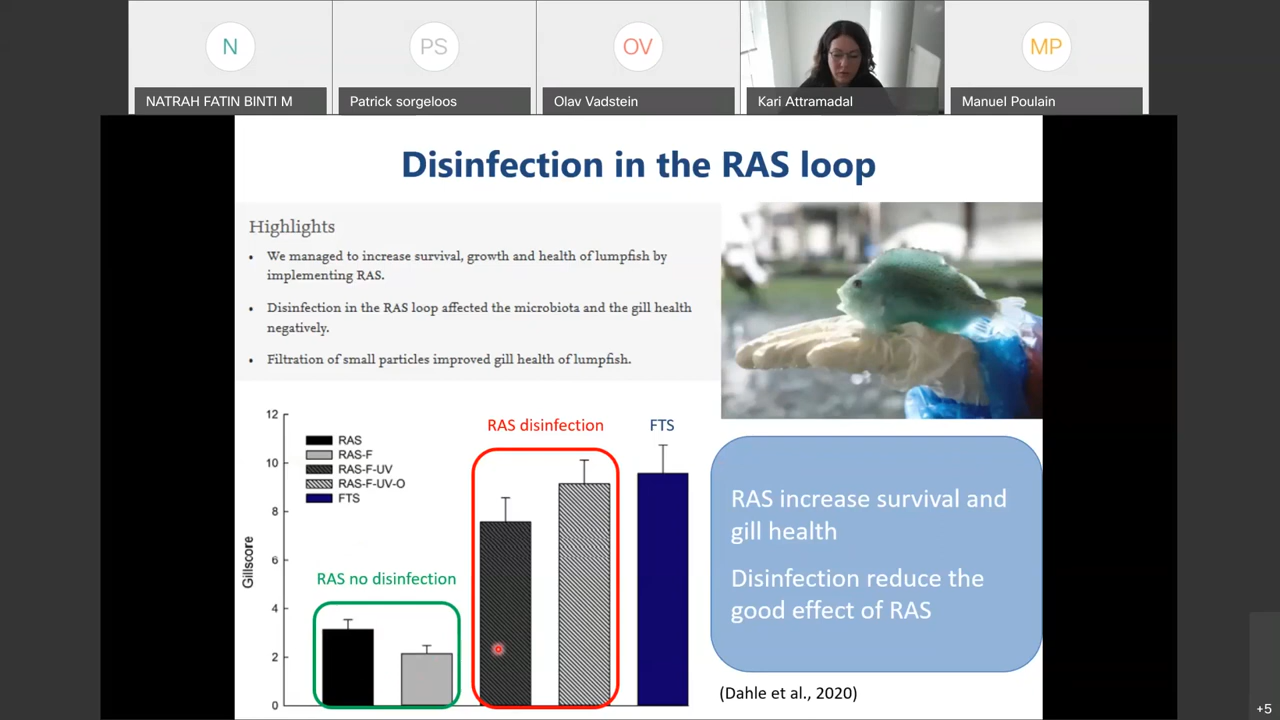 N
PS
OV
MP
NATRAH FATIN BINTI M
Patrick sorgeloos
Olav Vadstein
Kari Attramadal
Manuel Poulain
Disinfection in the RAS loop
Highlights
• We managed to increase survival, growth and health of lumpfish by
implementing RAS.
• Disinfection in the RAS loop affected the microbiota and the gill health
negatively.
• Filtration of small particles improved gill health of lumpfish.
12
10
8
6
4
2
0
Gillscore
RAS
RAS-F
RAS-F-UV
RAS-F-UV-O
FTS
RAS no disinfection
RAS disinfection
FTS
RAS increase survival and
gill health
Disinfection reduce the
good effect of RAS
(Dahle et al., 2020)
+5